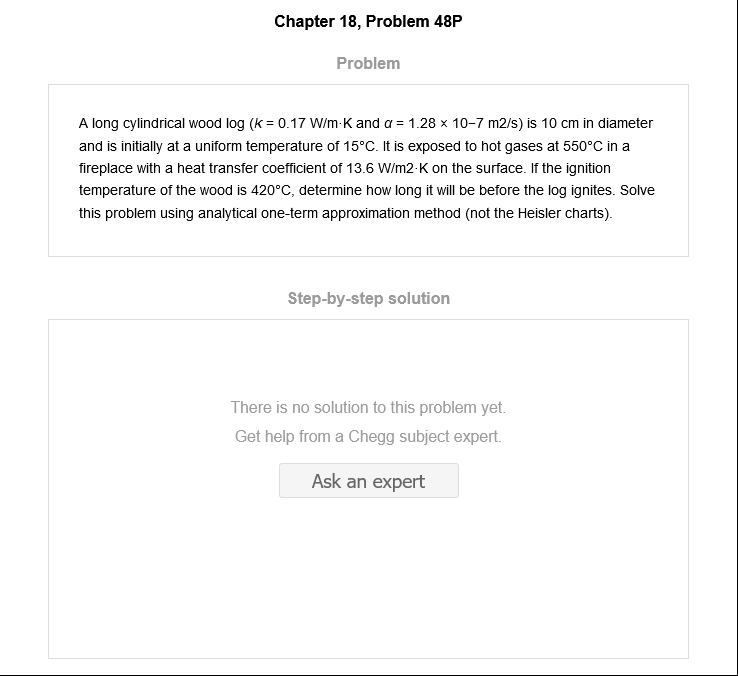 Chapter 18, Problem 48P
Problem
A long cylindrical wood log (k = 0.17 W/m·K and α = 1.28 × 10−7 m2/s) is 10 cm in diameter
and is initially at a uniform temperature of 15°C. It is exposed to hot gases at 550°C in a
fireplace with a heat transfer coefficient of 13.6 W/m2·K on the surface. If the ignition
temperature of the wood is 420°C, determine how long it will be before the log ignites. Solve
this problem using analytical one-term approximation method (not the Heisler charts).
Step-by-step solution
There is no solution to this problem yet.
Get help from a Chegg subject expert.
Ask an expert